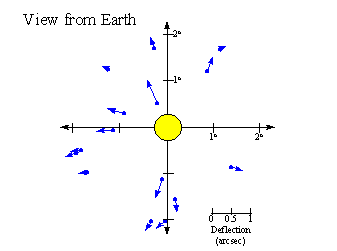 View from Earth
2°
1°
1°
2°
0 0.5 1
Deflection
(arcsec)